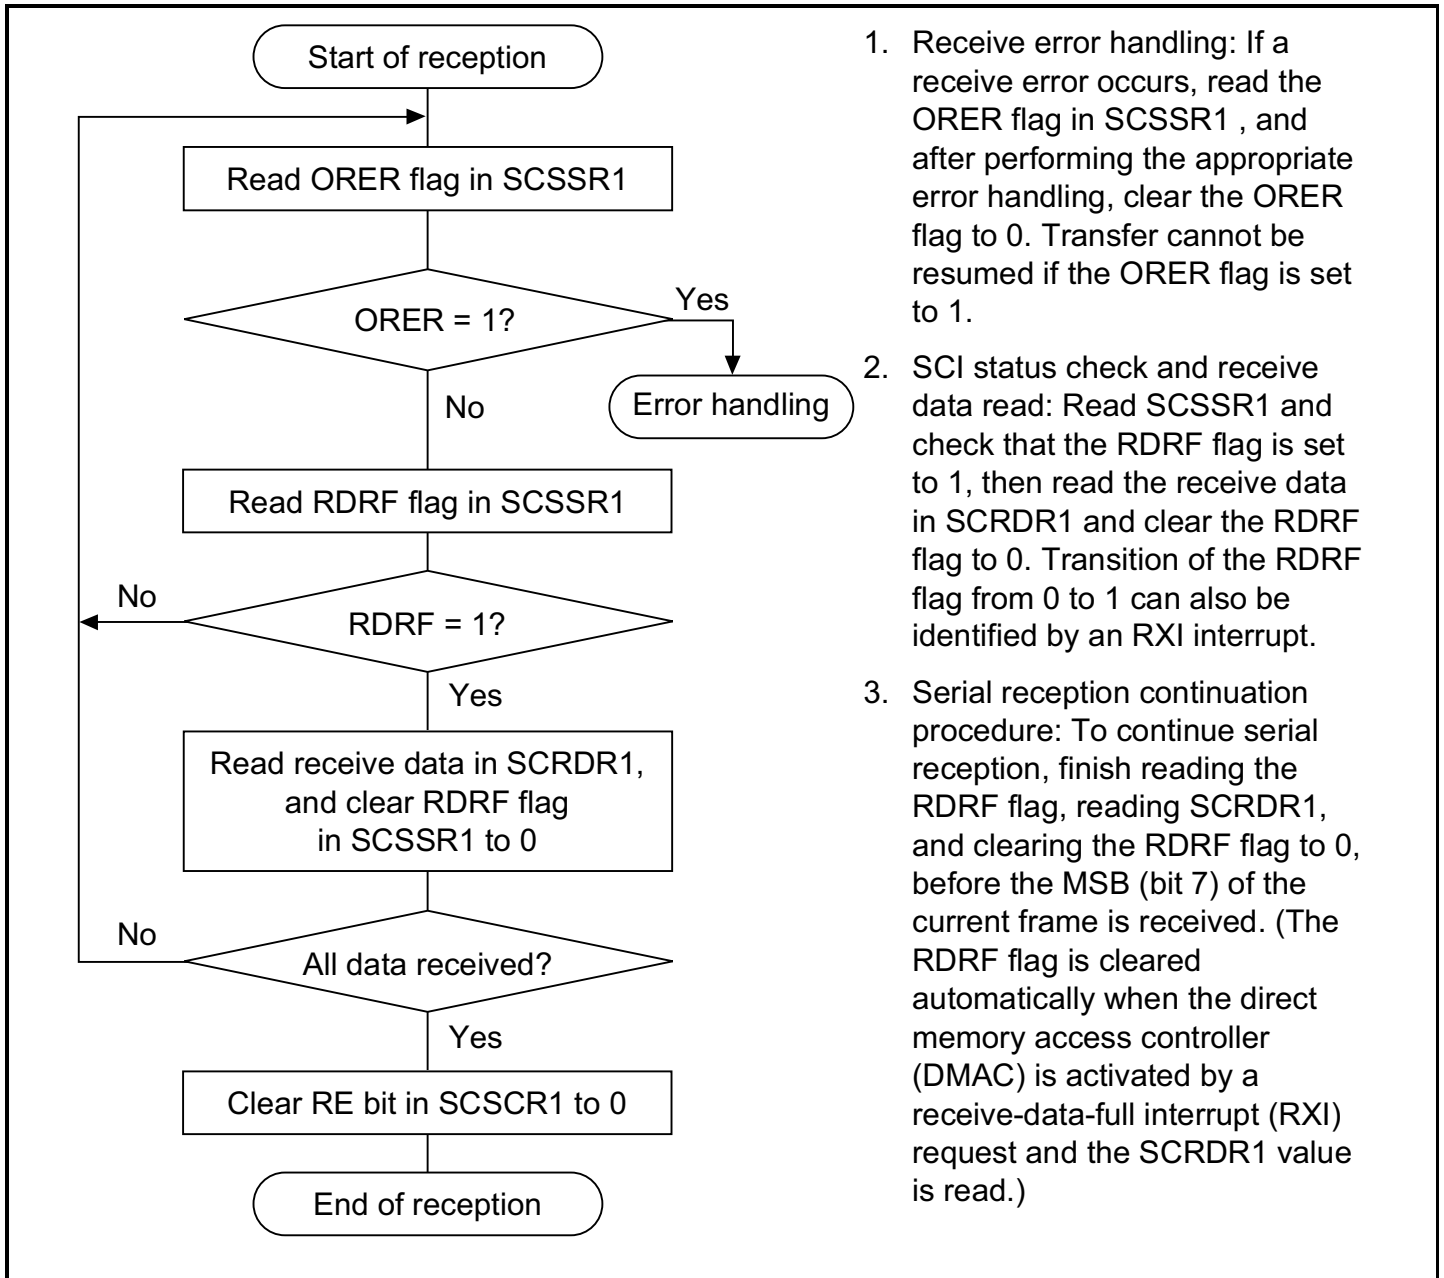 Start of reception
Read ORER flag in SCSSR1
ORER = 1?
Yes
Error handling
No
Read RDRF flag in SCSSR1
No
RDRF = 1?
Yes
Read receive data in SCRDR1,
and clear RDRF flag
in SCSSR1 to 0
No
All data received?
Yes
Clear RE bit in SCSCR1 to 0
End of reception
1. Receive error handling: If a
receive error occurs, read the
ORER flag in SCSSR1 , and
after performing the appropriate
error handling, clear the ORER
flag to 0. Transfer cannot be
resumed if the ORER flag is set
to 1.
2. SCI status check and receive
data read: Read SCSSR1 and
check that the RDRF flag is set
to 1, then read the receive data
in SCRDR1 and clear the RDRF
flag to 0. Transition of the RDRF
flag from 0 to 1 can also be
identified by an RXI interrupt.
3. Serial reception continuation
procedure: To continue serial
reception, finish reading the
RDRF flag, reading SCRDR1,
and clearing the RDRF flag to 0,
before the MSB (bit 7) of the
current frame is received. (The
RDRF flag is cleared
automatically when the direct
memory access controller
(DMAC) is activated by a
receive-data-full interrupt (RXI)
request and the SCRDR1 value
is read.)